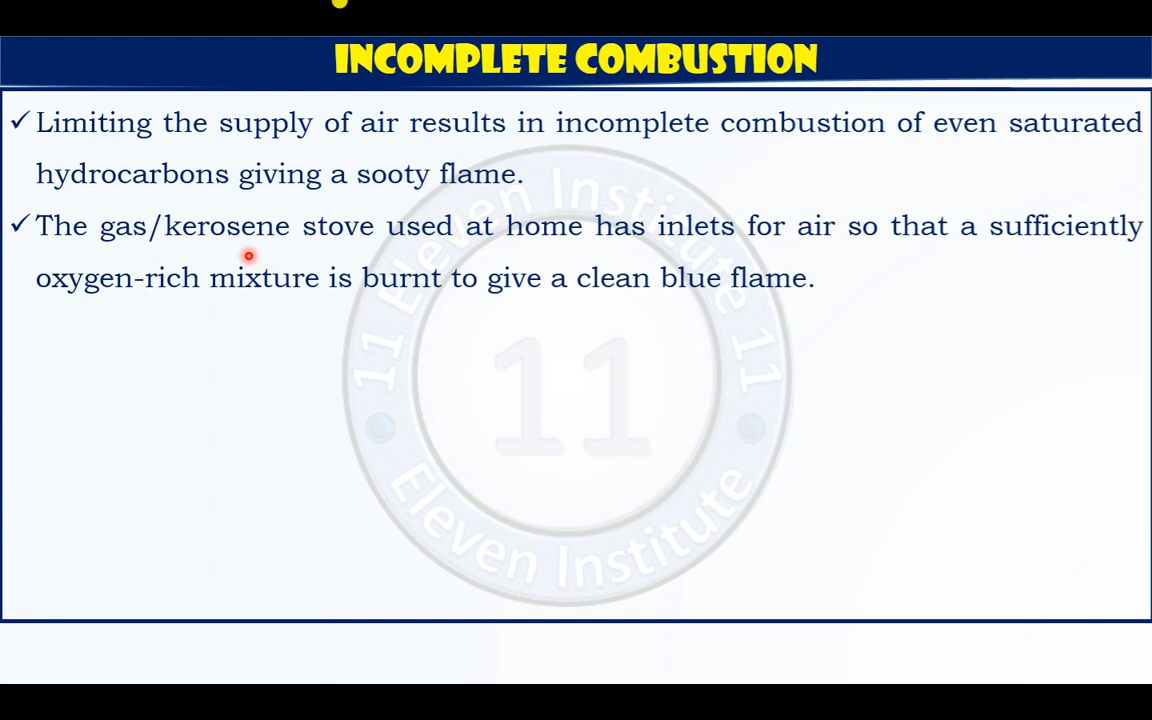 INCOMPLETE COMBUSTION
✓ Limiting the supply of air results in incomplete combustion of even saturated
hydrocarbons giving a sooty flame.
✓ The gas/kerosene stove used at home has inlets for air so that a sufficiently
oxygen-rich mixture is burnt to give a clean blue flame.
11 Eleven Institute 11
11
Eleven Institute